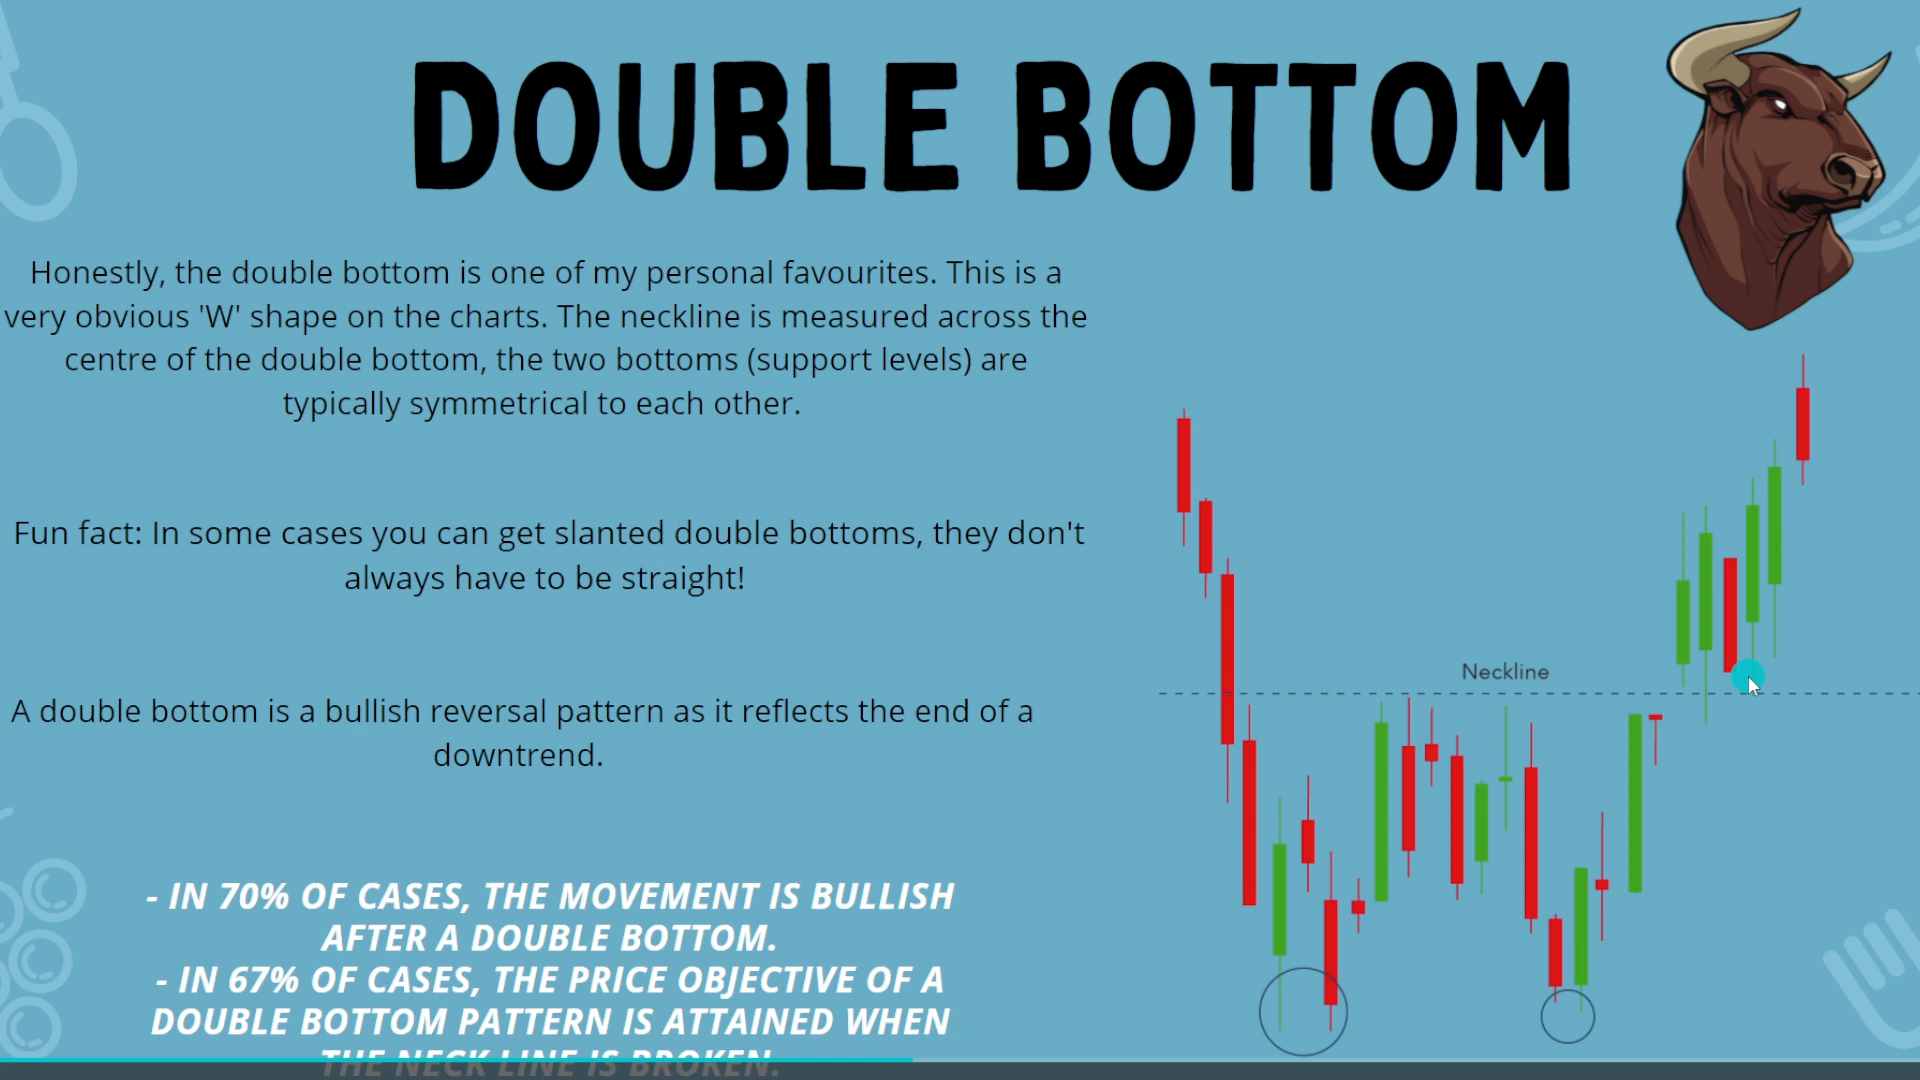 DOUBLE BOTTOM
Honestly, the double bottom is one of my personal favourites. This is a
very obvious 'W' shape on the charts. The neckline is measured across the
centre of the double bottom, the two bottoms (support levels) are
typically symmetrical to each other.
Fun fact: In some cases you can get slanted double bottoms, they don't
always have to be straight!
A double bottom is a bullish reversal pattern as it reflects the end of a
downtrend.
- IN 70% OF CASES, THE MOVEMENT IS BULLISH
AFTER A DOUBLE BOTTOM.
- IN 67% OF CASES, THE PRICE OBJECTIVE OF A
DOUBLE BOTTOM PATTERN IS ATTAINED WHEN
THE NECK LINE IS BROKEN.
Neckline